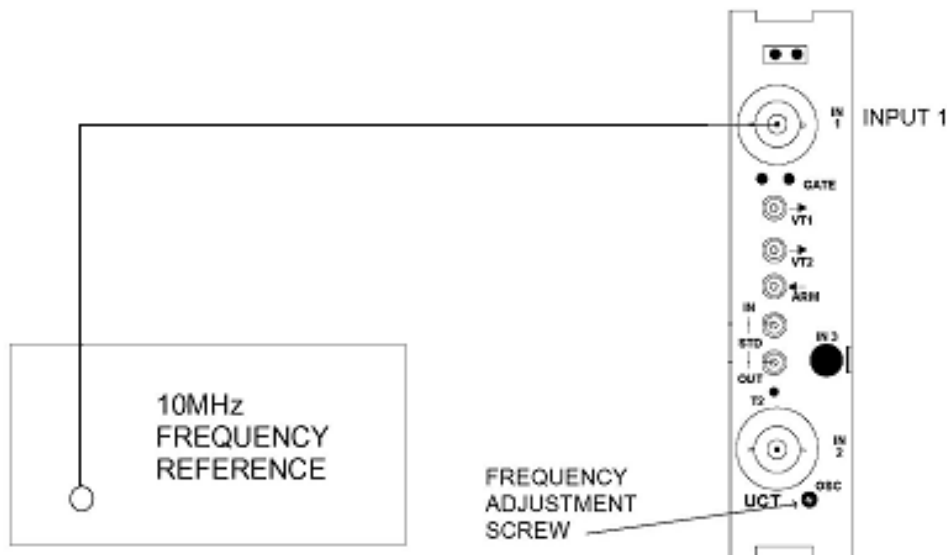 IN
1
INPUT 1
GATE
VT1
VT2
ARM
IN
STD
IN 3
OUT
T2
10MHz
FREQUENCY
REFERENCE
IN
2
FREQUENCY
ADJUSTMENT
SCREW
OSC
UCT